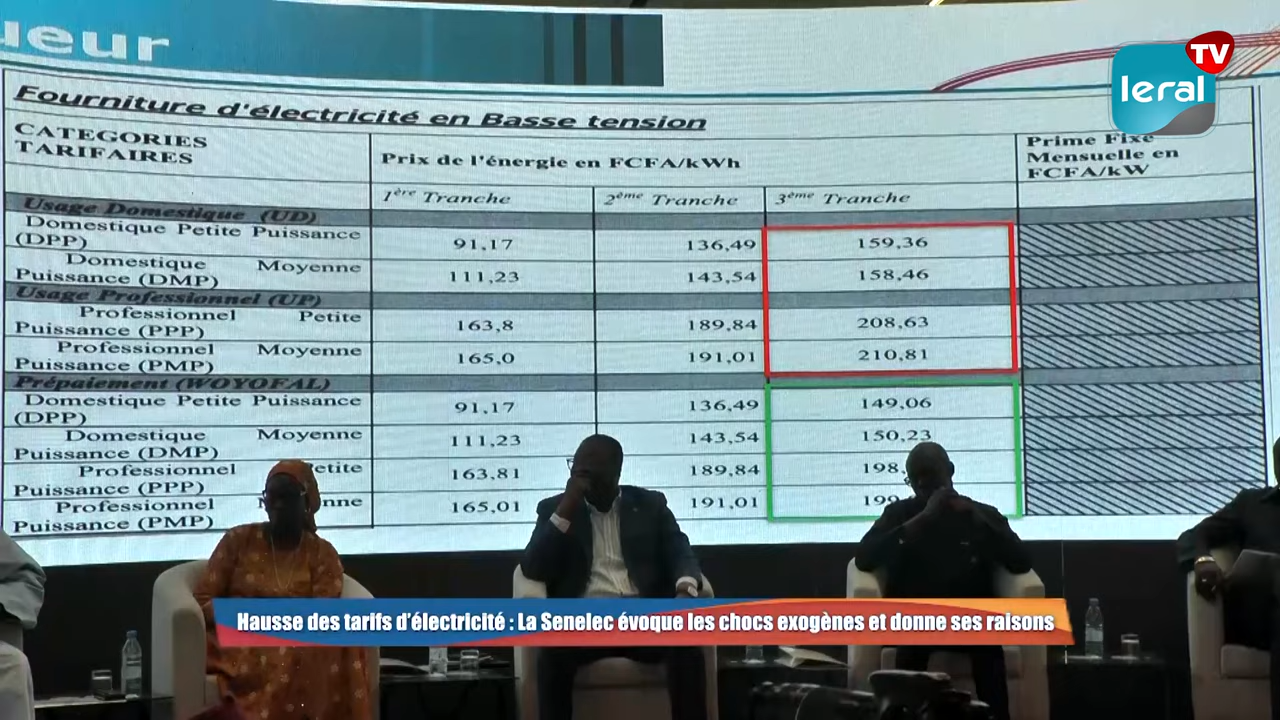 ueur
TV
leral
Fourniture d'électricité en Basse tension
CATEGORIES
TARIFAIRES
Prix de l'énergie en FCFA/kWh
Prime Fixe
Mensuelle en
FCFA/kW
1ère Tranche 2ème Tranche 3ème Tranche
Usage Domestique (UD)
Domestique Petite Puissance
(DPP) 91,17 136,49 159,36
Domestique Moyenne
Puissance (DMP) 111,23 143,54 158,46
Usage Professionnel (UP)
Professionnel Petite
Puissance (PPP) 163,8 189,84 208,63
Professionnel Moyenne
Puissance (PMP) 165,0 191,01 210,81
Prépaiement (WOYOFAL)
Domestique Petite Puissance
(DPP) 91,17 136,49 149,06
Domestique Moyenne
Puissance (DMP) 111,23 143,54 150,23
Professionnel
Puissance (PPP) 163,81 189,84 198,
Professionnel
Puissance (PMP) 165,01 191,01
Hausse des tarifs d'électricité : La Senelec évoque les chocs exogènes et donne ses raisons